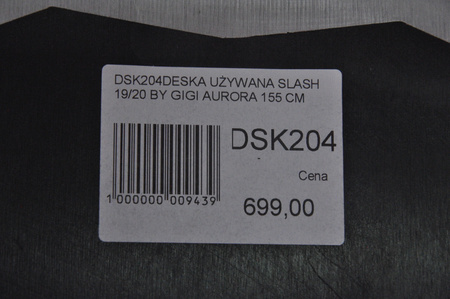 DSK204DESKA UŻYWANA SLASH
19/20 BY GIGI AURORA 155 CM
DSK204
Cena
699,00
1 000000 009439